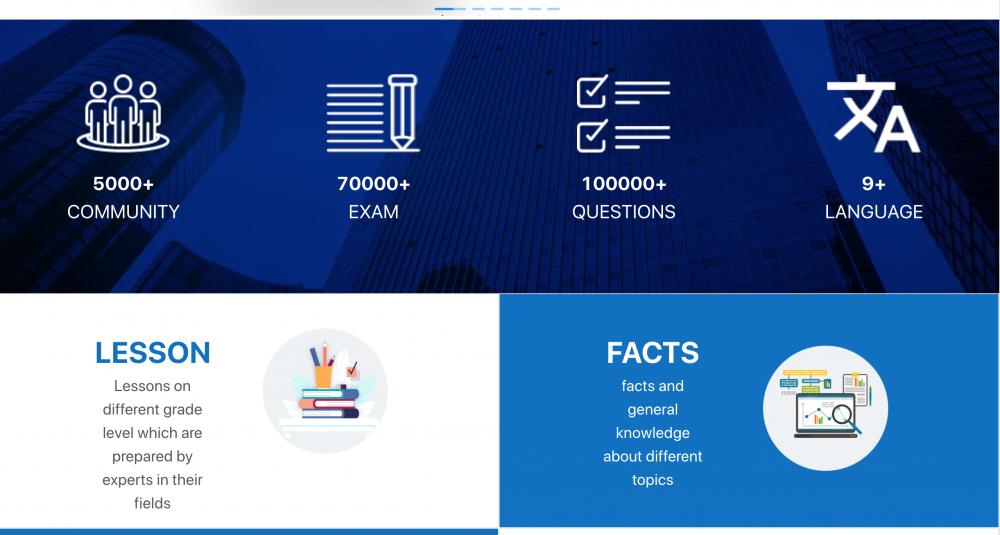 5000+
COMMUNITY
70000+
EXAM
100000+
QUESTIONS
9+
LANGUAGE
LESSON
Lessons on
different grade
level which are
prepared by
experts in their
fields
FACTS
facts and
general
knowledge
about different
topics